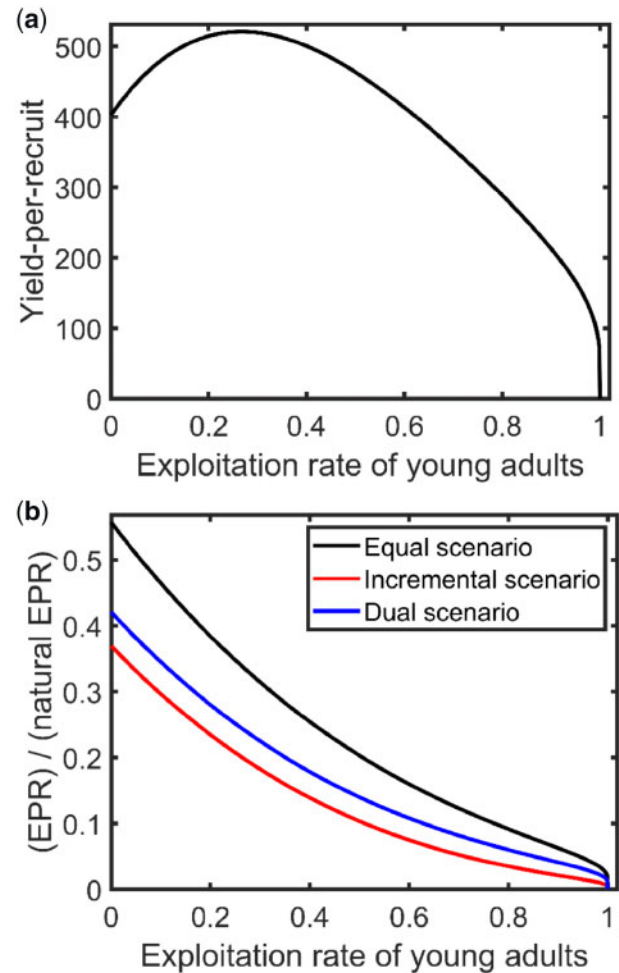 (a)
500
400
300
200
100
0
Yield-per-recruit
0 0.2 0.4 0.6 0.8 1
Exploitation rate of young adults
(b)
Equal scenario
Incremental scenario
Dual scenario
0.5
0.4
0.3
0.2
0.1
0
(EPR) / (natural EPR)
0 0.2 0.4 0.6 0.8 1
Exploitation rate of young adults